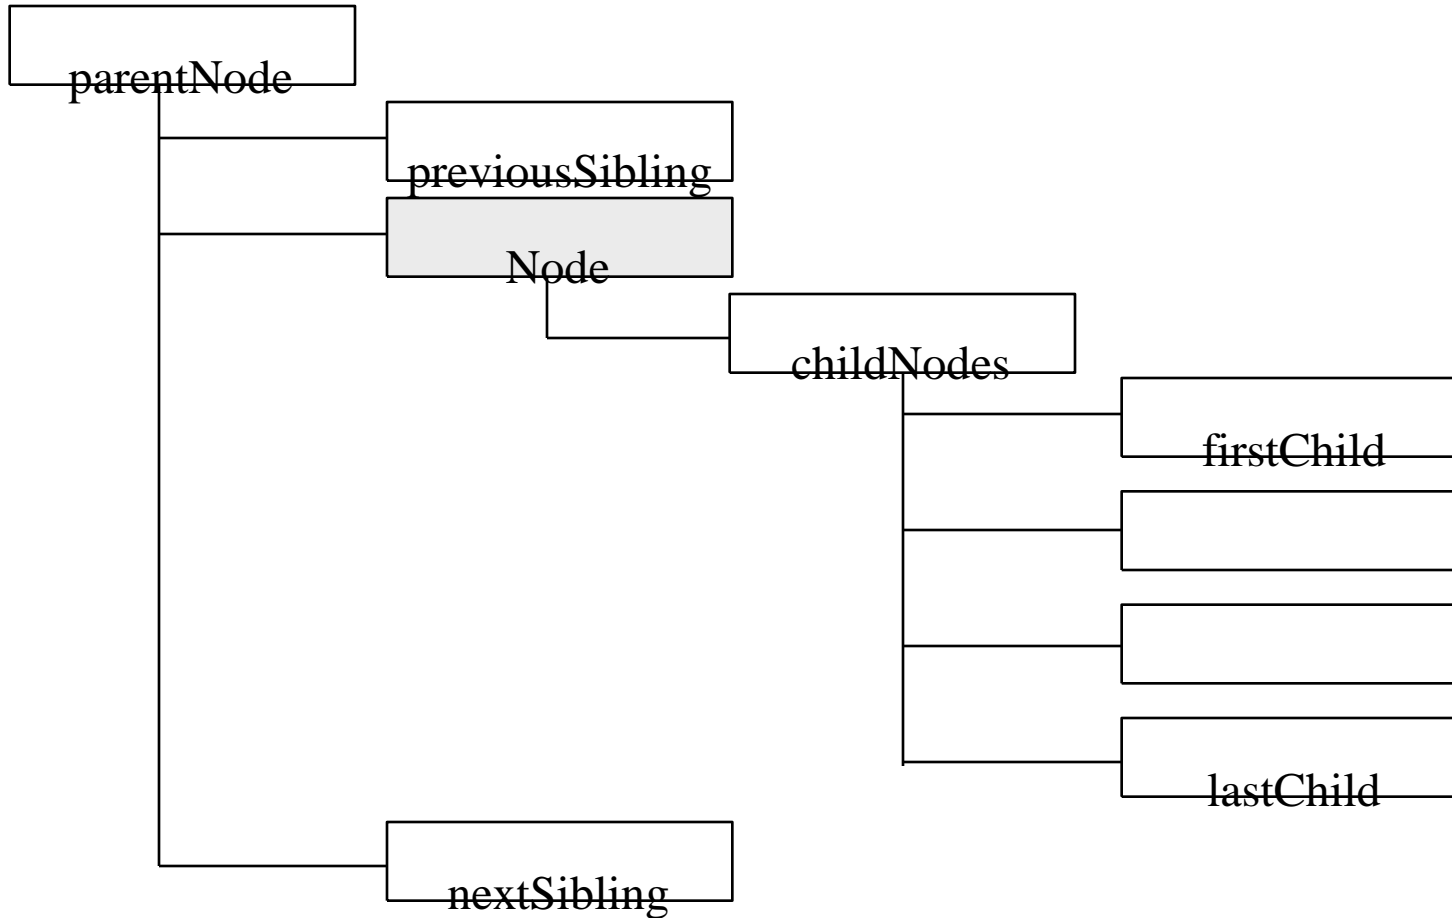 parentNode
previousSibling
Node
childNodes
firstChild
lastChild
nextSibling